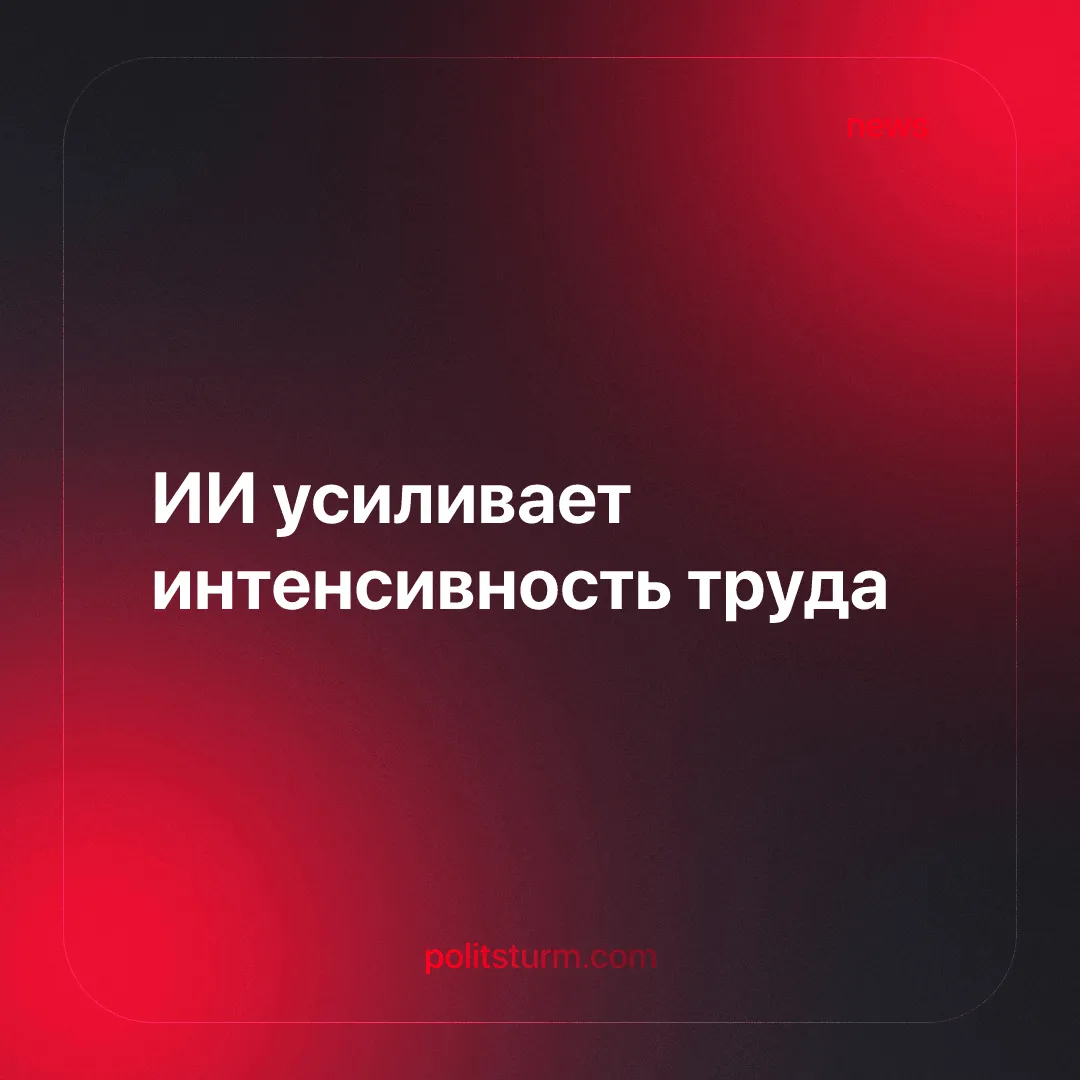 news
ИИ усиливает
интенсивность труда
politsturm.com